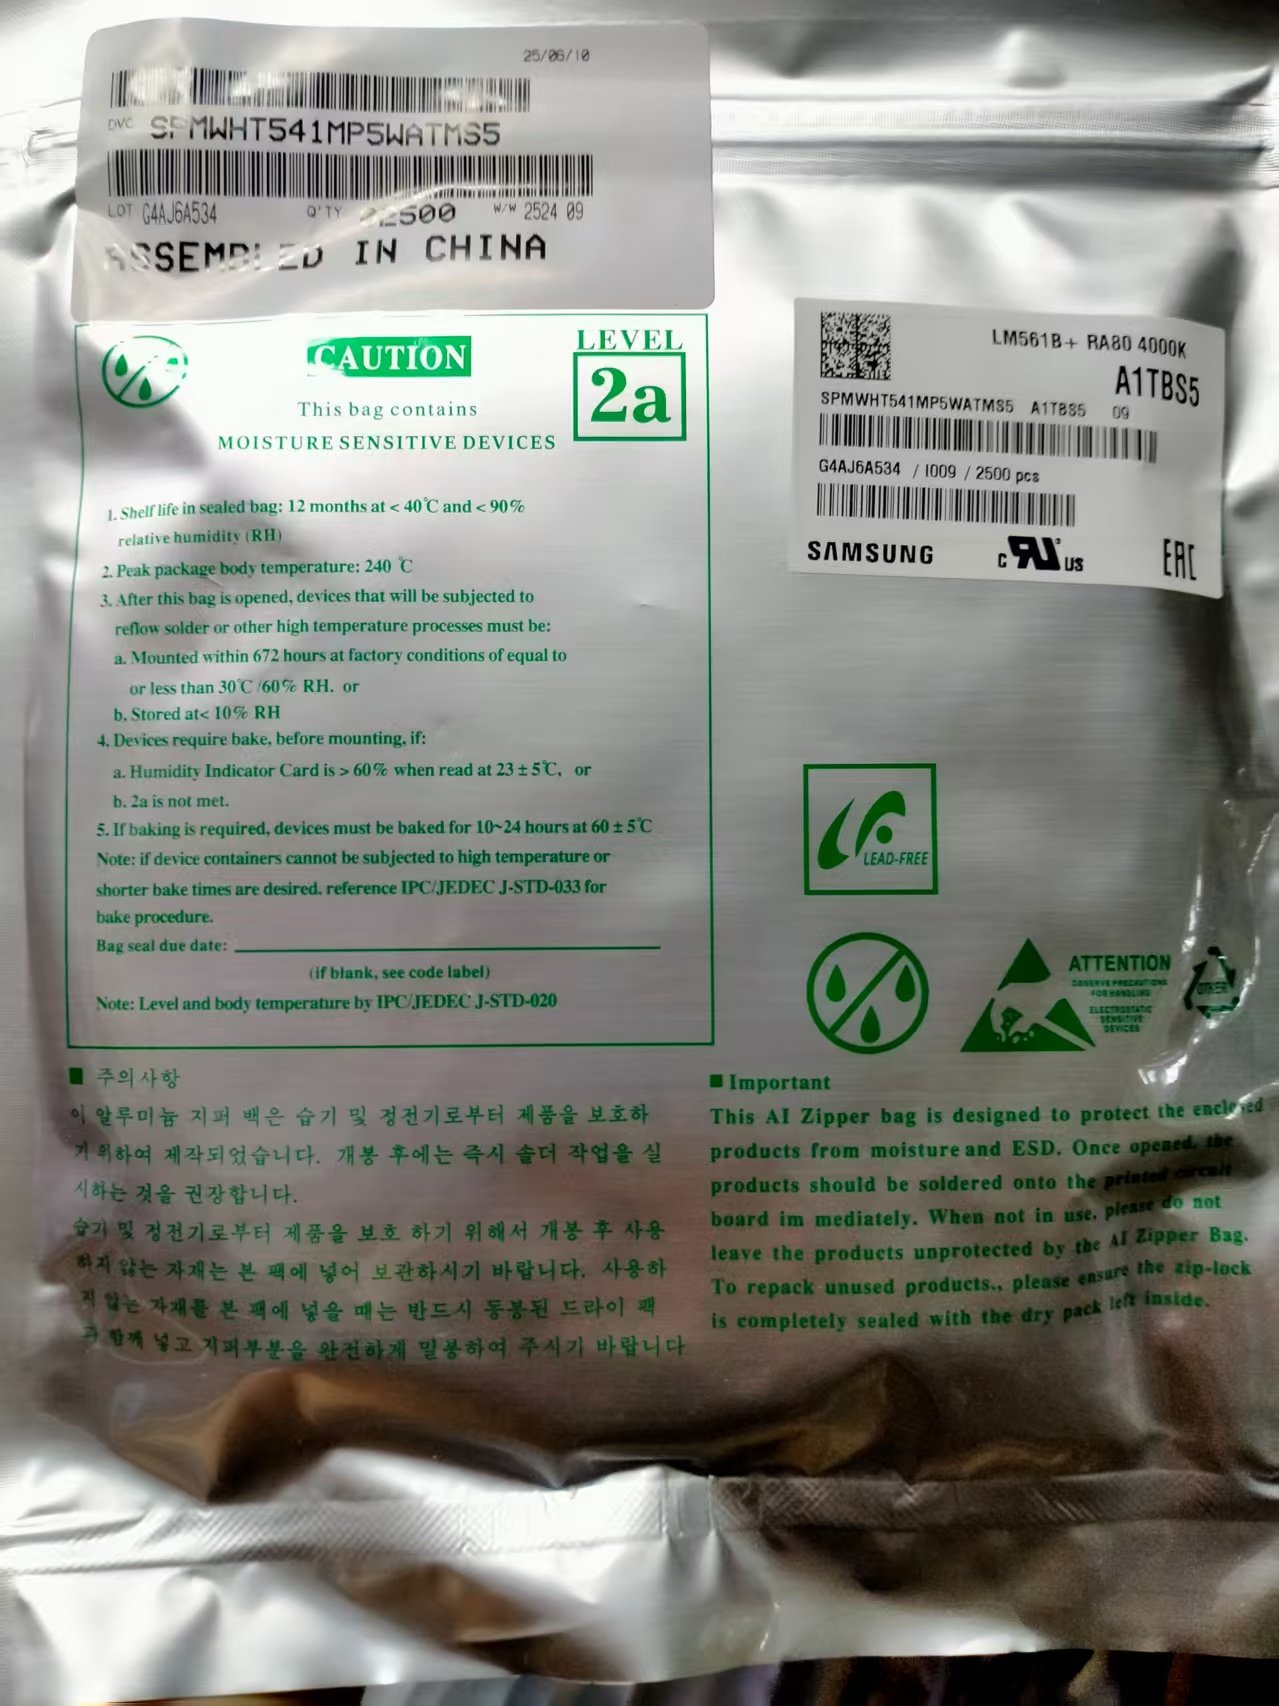 25/06/10
DVC SPMWHT541MP5WATMS5
LOT G4AJ6A534 Q'TY 02500 W/W 2524 09
ASSEMBLED IN CHINA
CAUTION
LEVEL
2a
This bag contains
MOISTURE SENSITIVE DEVICES
1. Shelf life in sealed bag: 12 months at < 40℃ and < 90%
relative humidity (RH)
2. Peak package body temperature: 240 ℃
3. After this bag is opened, devices that will be subjected to
reflow solder or other high temperature processes must be:
a. Mounted within 672 hours at factory conditions of equal to
or less than 30℃/60% RH. or
b. Stored at< 10% RH
4. Devices require bake, before mounting, if:
a. Humidity Indicator Card is > 60% when read at 23 ± 5℃, or
b. 2a is not met.
5. If baking is required, devices must be baked for 10~24 hours at 60 ± 5℃
Note: if device containers cannot be subjected to high temperature or
shorter bake times are desired. reference IPC/JEDEC J-STD-033 for
bake procedure.
Bag seal due date:
(if blank, see code label)
Note: Level and body temperature by IPC/JEDEC J-STD-020
LM561B+ RA80 4000K
A1TBS5
SPMWHT541MP5WATMS5 A1TBS5 09
G4AJ6A534 / I009 / 2500 pcs
SAMSUNG c RU US EAC
LEAD-FREE
ATTENTION
OBSERVE PRECAUTIONS
FOR HANDLING
ELECTROSTATIC
SENSITIVE
DEVICES
OTHER
■ 주의사항
이 알루미늄 지퍼 백은 습기 및 정전기로부터 제품을 보호하
기 위하여 제작되었습니다. 개봉 후에는 즉시 솔더 작업을 실
시하는 것을 권장합니다.
습기 및 정전기로부터 제품을 보호 하기 위해서 개봉 후 사용
하지 않는 자재는 본 팩에 넣어 보관하시기 바랍니다. 사용하
지 않는 자재를 본 팩에 넣을 때는 반드시 동봉된 드라이 팩
과 함께 넣고 지퍼부분을 완전하게 밀봉하여 주시기 바랍니다
■ Important
This AI Zipper bag is designed to protect the enclosed
products from moisture and ESD. Once opened, the
products should be soldered onto the printed circuit
board im mediately. When not in use, please do not
leave the products unprotected by the AI Zipper Bag.
To repack unused products., please ensure the zip-lock
is completely sealed with the dry pack left inside.